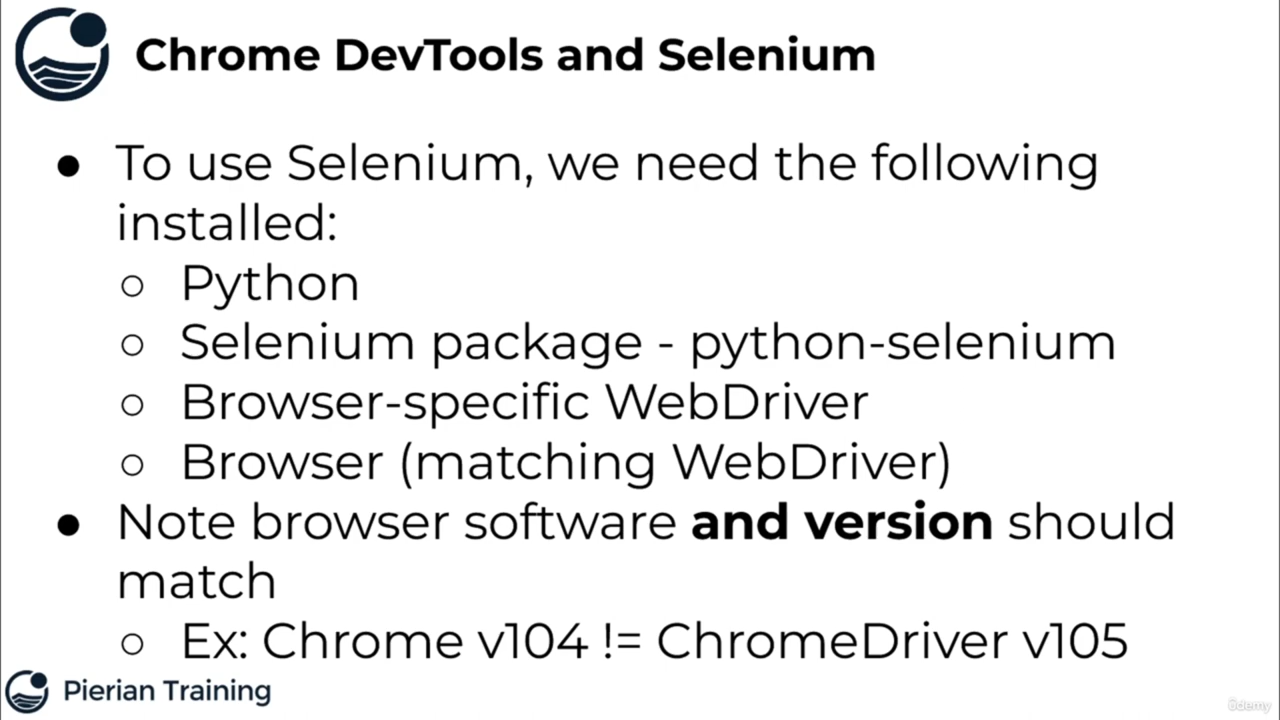 Chrome DevTools and Selenium
● To use Selenium, we need the following
installed:
○ Python
○ Selenium package - python-selenium
○ Browser-specific WebDriver
○ Browser (matching WebDriver)
● Note browser software and version should
match
○ Ex: Chrome v104 != ChromeDriver v105
Pierian Training
ûdemy